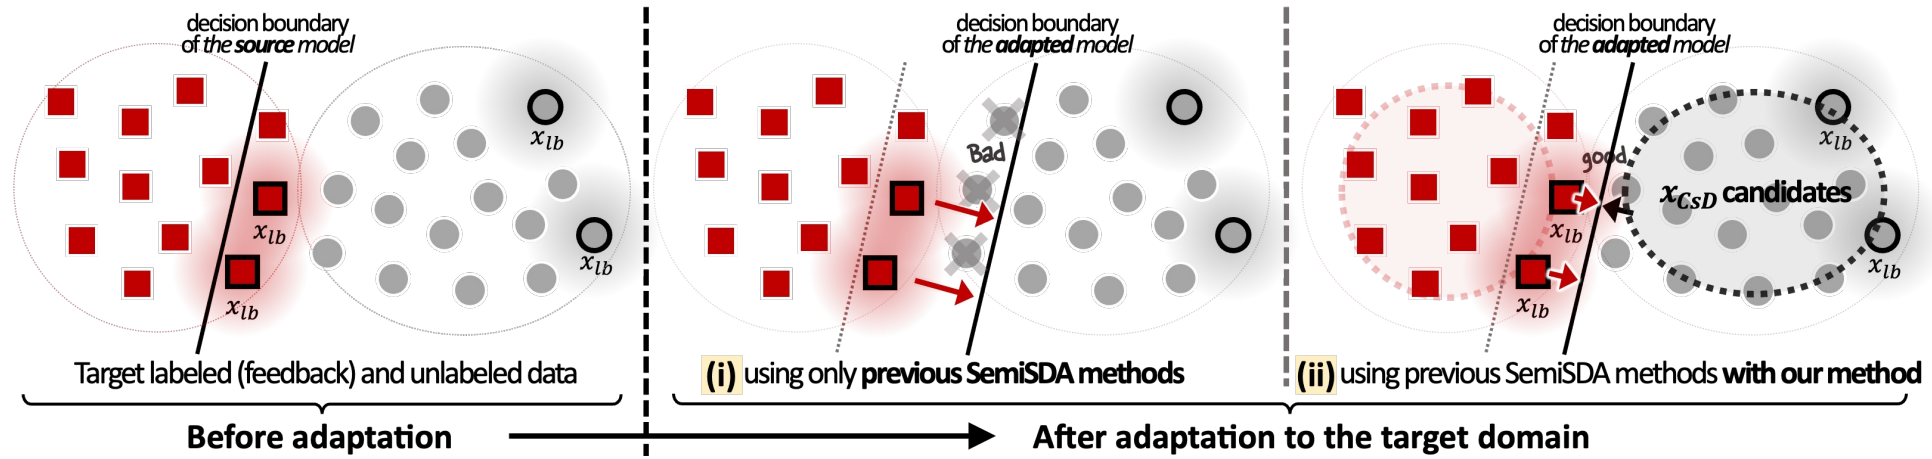 decision boundary
of the source model
x_lb
x_lb
x_lb
x_lb
Target labeled (feedback) and unlabeled data
Before adaptation
decision boundary
of the adapted model
Bad
(i) using only previous SemiSDA methods
decision boundary
of the adapted model
good
x_lb
x_CsD candidates
x_lb
x_lb
x_lb
(ii) using previous SemiSDA methods with our method
After adaptation to the target domain